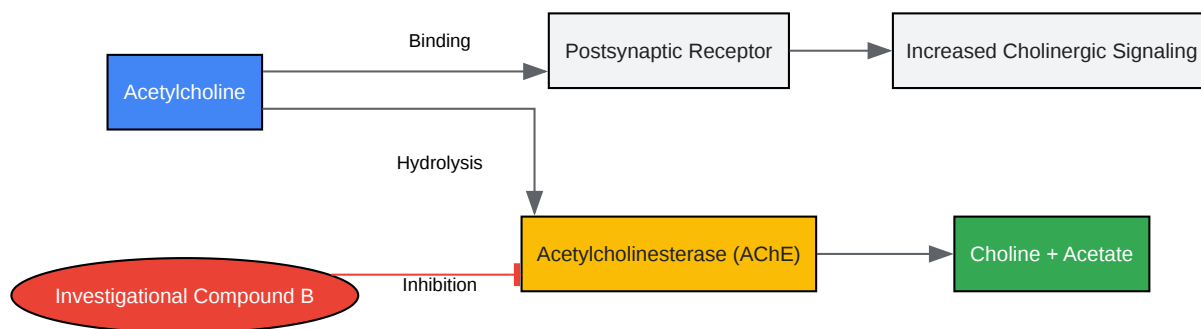 Binding
Postsynaptic Receptor
Increased Cholinergic Signaling
Acetylcholine
Hydrolysis
Acetylcholinesterase (AChE)
Choline + Acetate
Inhibition
Investigational Compound B